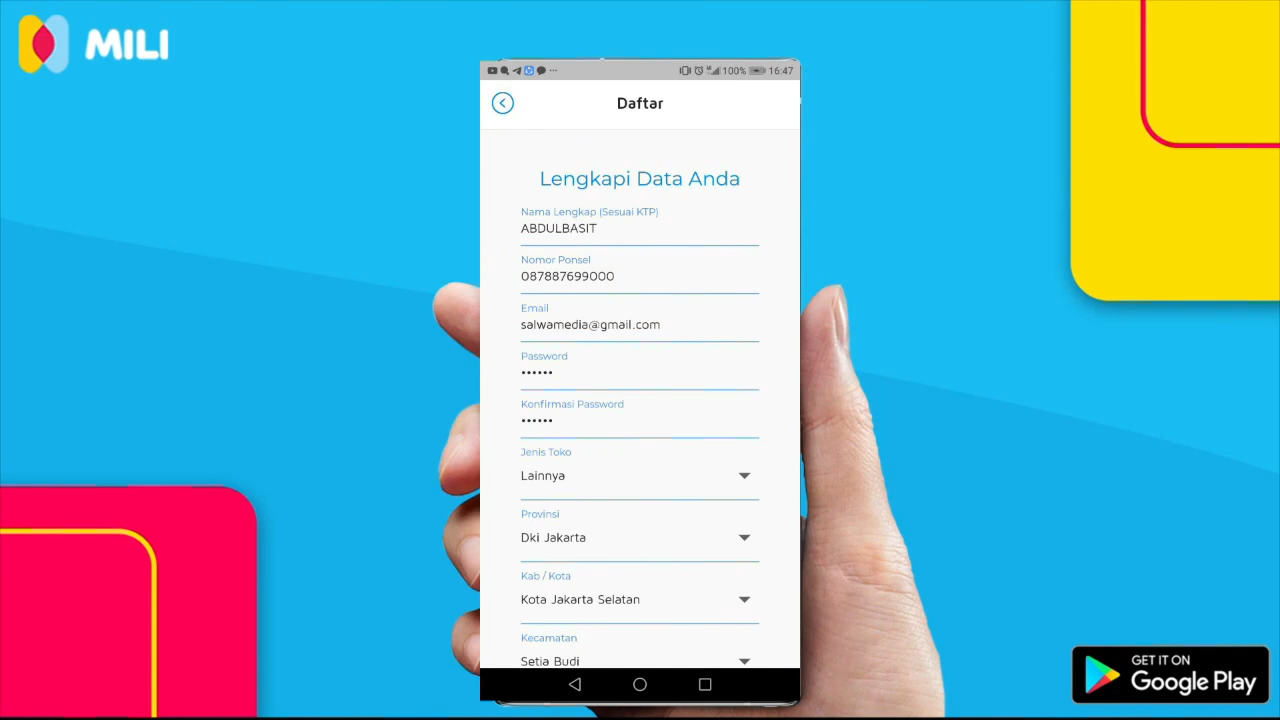 MILI
100% 16:47
Daftar
Lengkapi Data Anda
Nama Lengkap (Sesuai KTP)
ABDULBASIT
Nomor Ponsel
087887699000
Email
salwamedia@gmail.com
Password
••••••
Konfirmasi Password
••••••
Jenis Toko
Lainnya
Provinsi
Dki Jakarta
Kab / Kota
Kota Jakarta Selatan
Kecamatan
Setia Budi
GET IT ON
Google Play